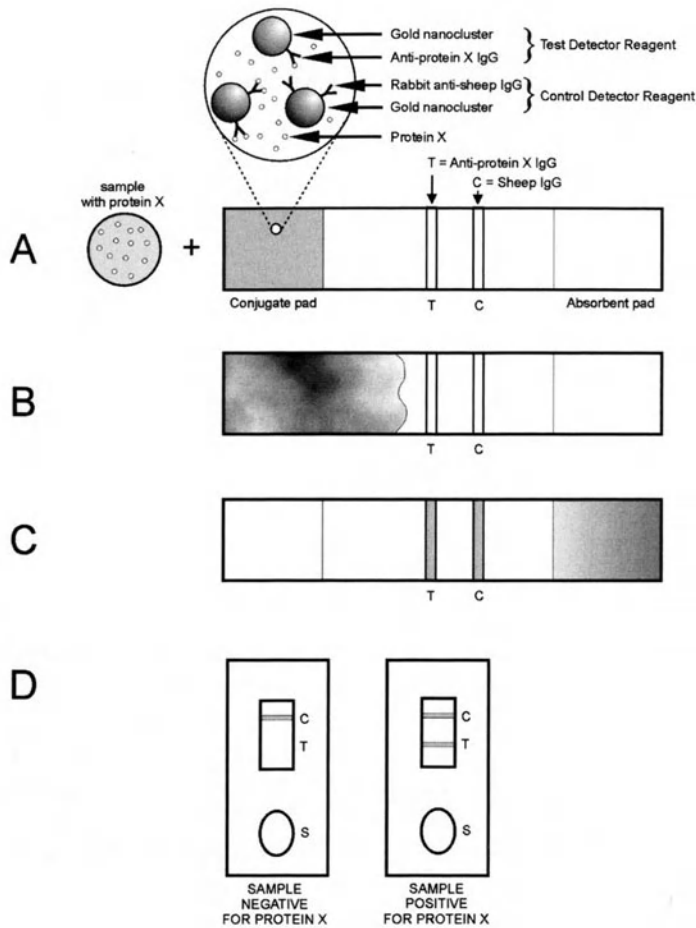 Gold nanocluster
Anti-protein X IgG
Test Detector Reagent
Rabbit anti-sheep IgG
Gold nanocluster
Control Detector Reagent
Protein X
T = Anti-protein X IgG
C = Sheep IgG
sample
with protein X
A
+
Conjugate pad
T
C
Absorbent pad
B
T
C
C
T
C
D
C
T
S
SAMPLE
NEGATIVE
FOR PROTEIN X
C
T
S
SAMPLE
POSITIVE
FOR PROTEIN X